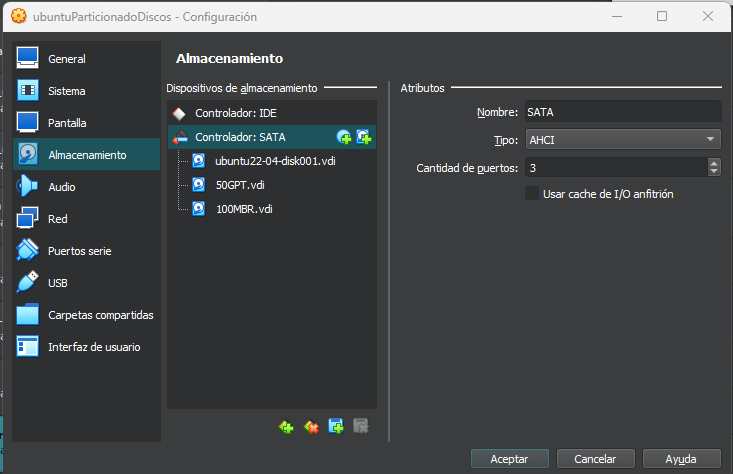 ubuntuParticionadoDiscos - Configuración
General
Sistema
Pantalla
Almacenamiento
Audio
Red
Puertos serie
USB
Carpetas compartidas
Interfaz de usuario
Almacenamiento
Dispositivos de almacenamiento
Controlador: IDE
Controlador: SATA
ubuntu22-04-disk001.vdi
50GPT.vdi
100MBR.vdi
Atributos
Nombre: SATA
Tipo: AHCI
Cantidad de puertos: 3
Usar cache de I/O anfitrión
Aceptar Cancelar Ayuda